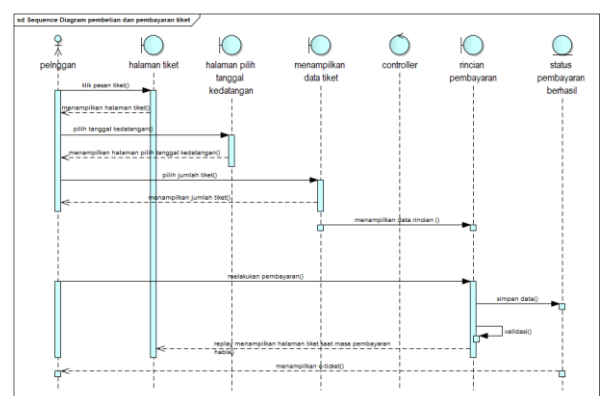 sd Sequence Diagram pembelian dan pembayaran tiket
pelnggan
halaman tiket
halaman pilih
tanggal
kedatangan
menampilkan
data tiket
controller
rincian
pembayaran
status
pembayaran
berhasil
klik pesan tiket()
menampilkan halaman tiket()
pilih tanggal kedatangan()
menampilkan halaman pilih tanggal kedatangan()
pilih jumlah tiket()
menampilkan jumlah tiket()
menampilkan data rincian ()
melakukan pembayaran()
simpan data()
validasi()
replay menampilkan halaman tiket saat masa pembayaran
habis()
menampilkan e-ticket()